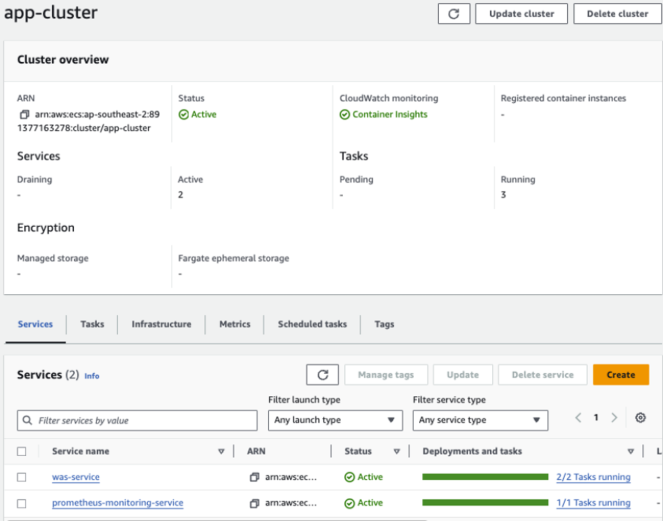 app-cluster
Update cluster
Delete cluster
Cluster overview
ARN
Status
CloudWatch monitoring
Registered container instances
arn:aws:ecs:ap-southeast-2:89
1377163278:cluster/app-cluster
Active
Container Insights
-
Services
Tasks
Draining
Active
Pending
Running
-
2
-
3
Encryption
Managed storage
Fargate ephemeral storage
-
-
Services
Tasks
Infrastructure
Metrics
Scheduled tasks
Tags
Services (2) Info
Manage tags
Update
Delete service
Create
Filter launch type
Filter service type
Filter services by value
Any launch type
Any service type
1
Service name
ARN
Status
Deployments and tasks
L
was-service
arn:aws:ec...
Active
2/2 Tasks running
-
prometheus-monitoring-service
arn:aws:ec...
Active
1/1 Tasks running
-